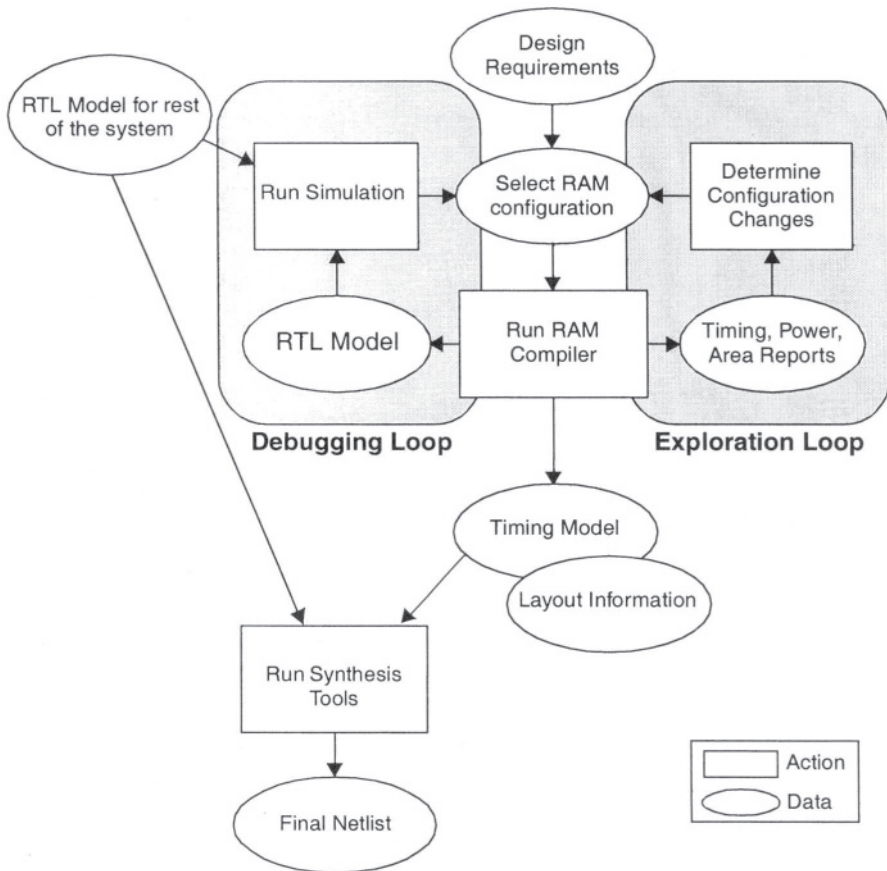 Design
Requirements
RTL Model for rest
of the system
Run Simulation
Select RAM
configuration
Determine
Configuration
Changes
RTL Model
Run RAM
Compiler
Timing, Power,
Area Reports
Debugging Loop
Exploration Loop
Timing Model
Layout Information
Run Synthesis
Tools
Final Netlist
Action
Data